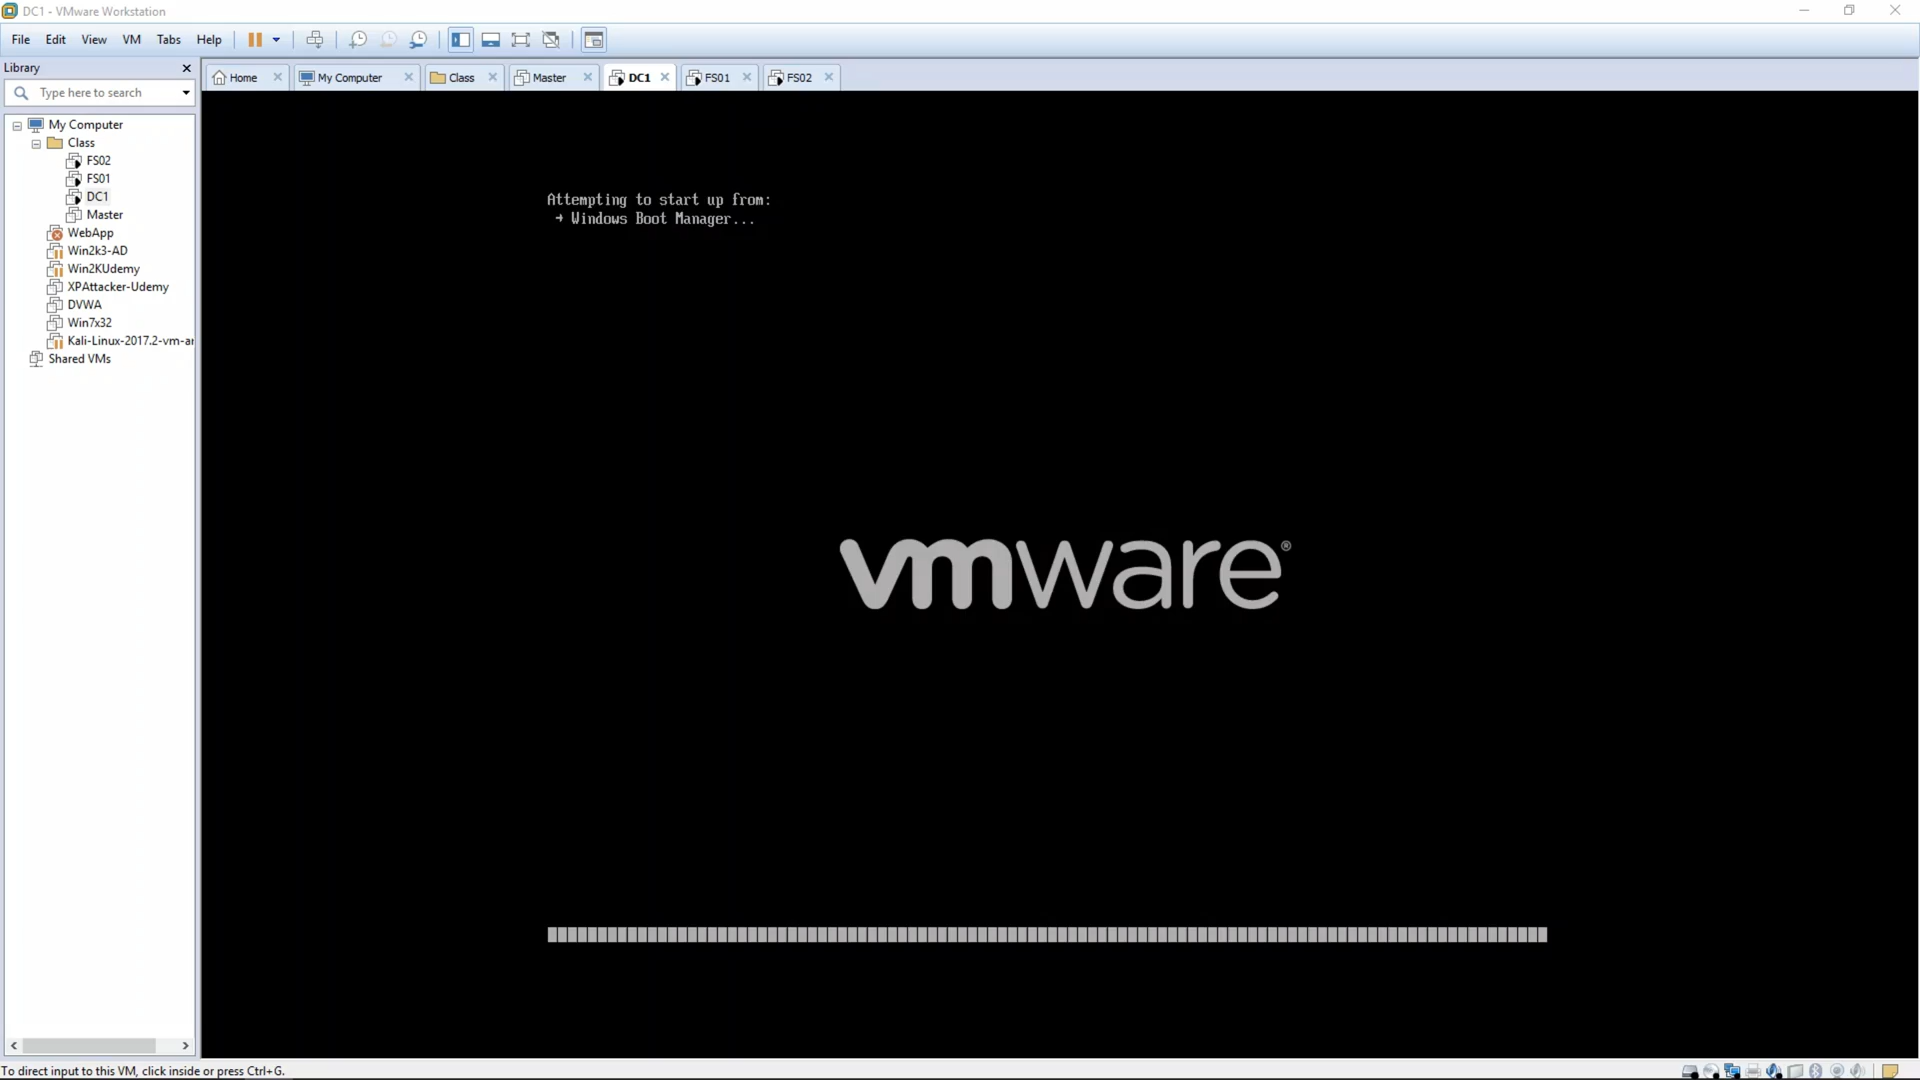 DC1 - VMware Workstation
File Edit View VM Tabs Help
Library
Home My Computer Class Master DC1 FS01 FS02
Type here to search
My Computer
Class
FS02
FS01
DC1
Master
WebApp
Win2k3-AD
Win2KUdemy
XPAttacker-Udemy
DVWA
Win7x32
Kali-Linux-2017.2-vm-ar
Shared VMs
Attempting to start up from:
→ Windows Boot Manager...
vmware®
To direct input to this VM, click inside or press Ctrl+G.